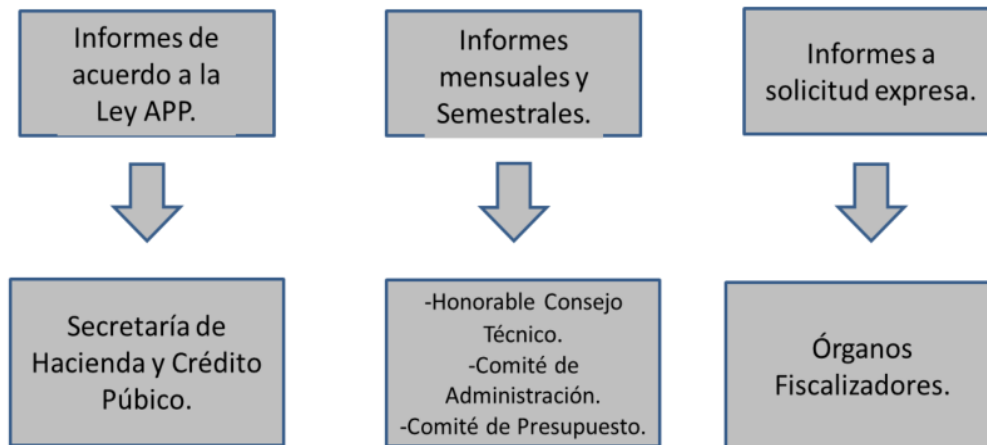 Informes de
acuerdo a la
Ley APP.
Informes
mensuales y
Semestrales.
Informes a
solicitud expresa.
Secretaría de
Hacienda y Crédito
Púbico.
-Honorable Consejo
Técnico.
-Comité de
Administración.
-Comité de Presupuesto.
Órganos
Fiscalizadores.